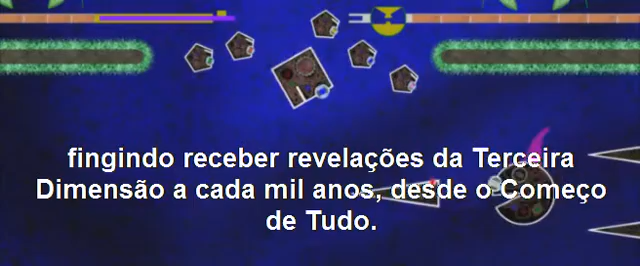 fingindo receber revelações da Terceira
Dimensão a cada mil anos, desde o Começo
de Tudo.